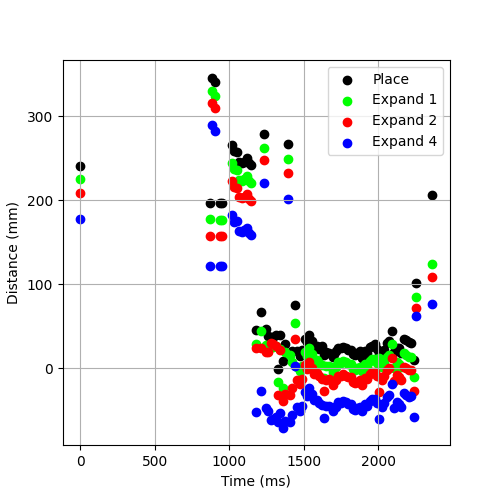 Place
Expand 1
Expand 2
Expand 4
300
200
100
0
Distance (mm)
0
500
1000
1500
2000
Time (ms)